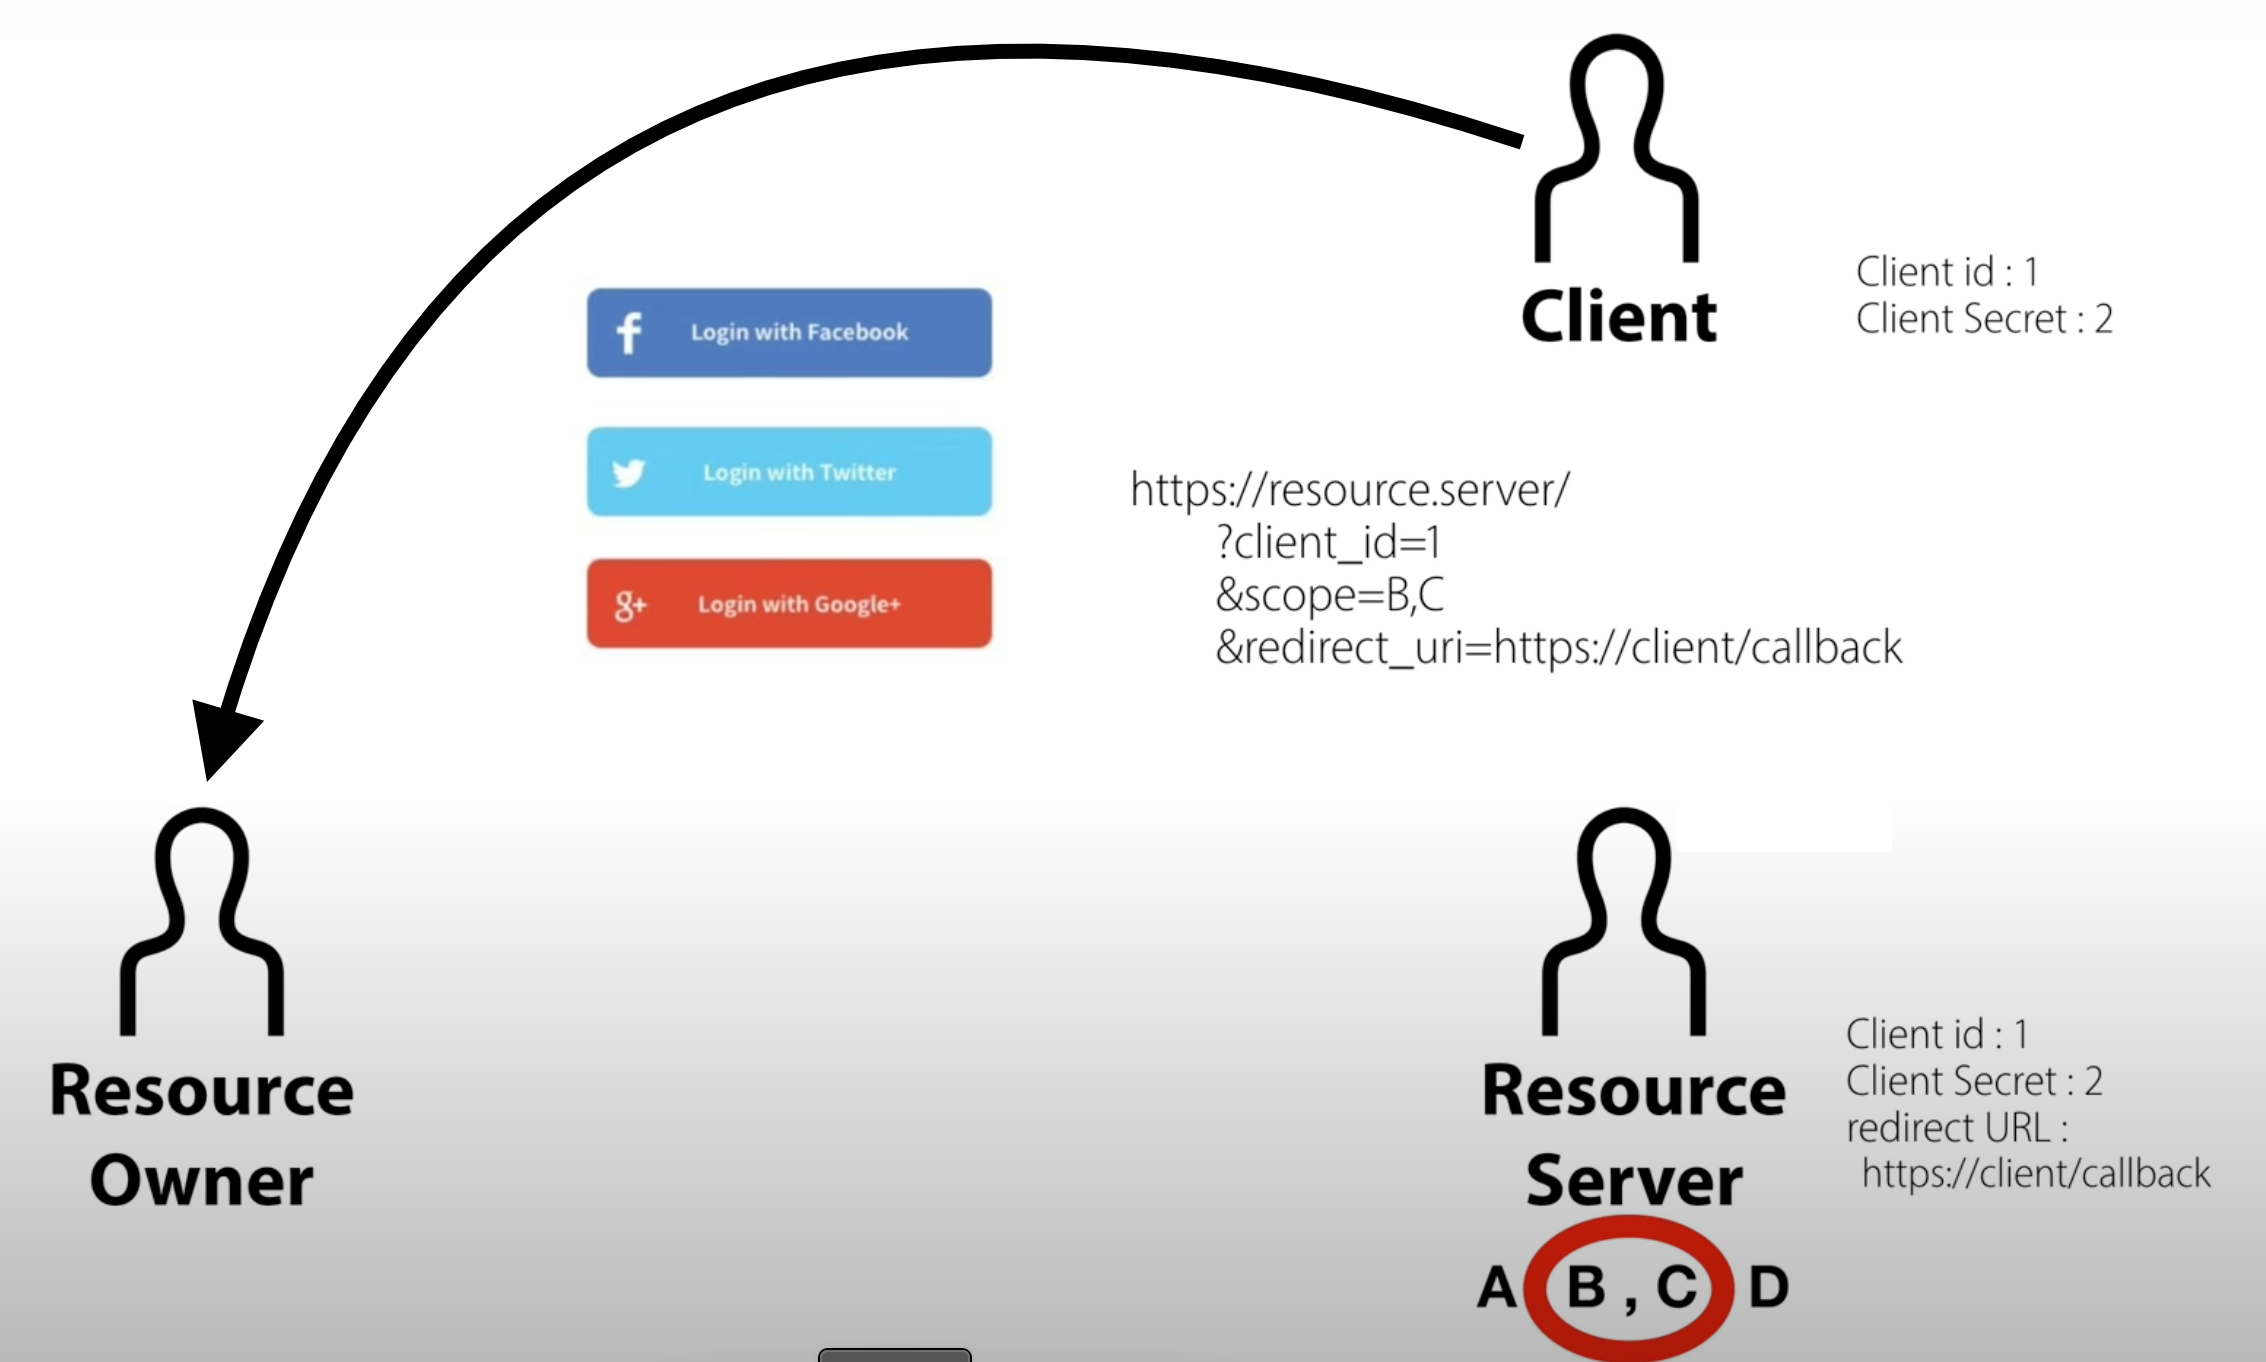 Client
Client id : 1
Client Secret : 2
f Login with Facebook
Login with Twitter
g+ Login with Google+
https://resource.server/
?client_id=1
&scope=B,C
&redirect_uri=https://client/callback
Resource
Owner
Resource
Server
Client id : 1
Client Secret : 2
redirect URL :
https://client/callback
A B , C D